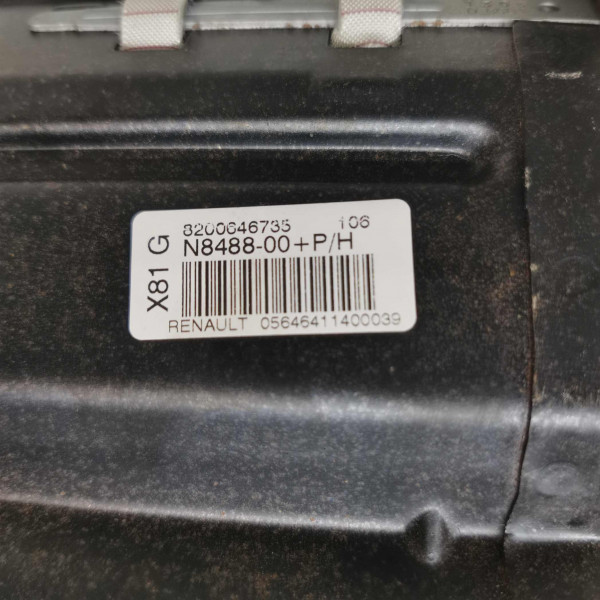 X81 G
8200646735 106
N8488-00+P/H
RENAULT 05646411400039